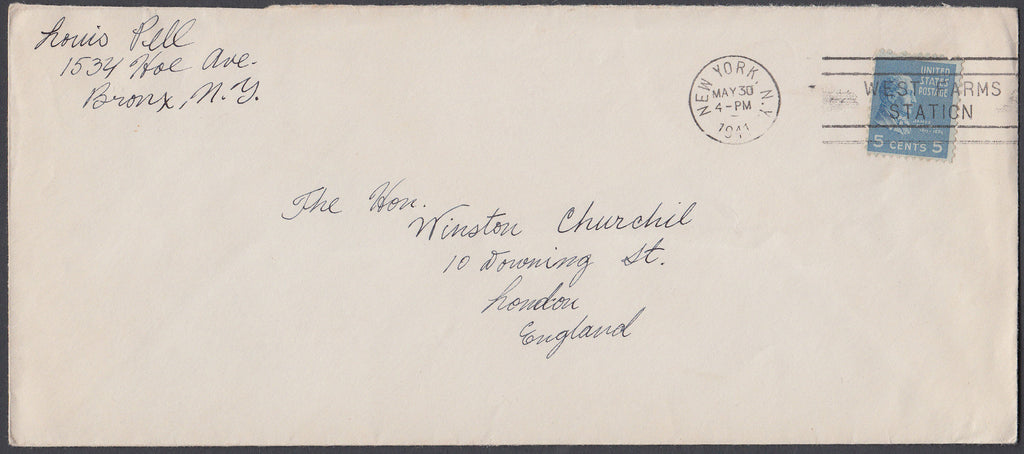 Louis Pell
1534 Hoe Ave.
Bronx, N.Y.
NEW YORK, N.Y.
MAY 30
4-PM
1941
WEST FARMS
STATION
UNITED
STATES
POSTAGE
5 CENTS 5
The Hon.
Winston Churchil
10 Downing St.
London
England